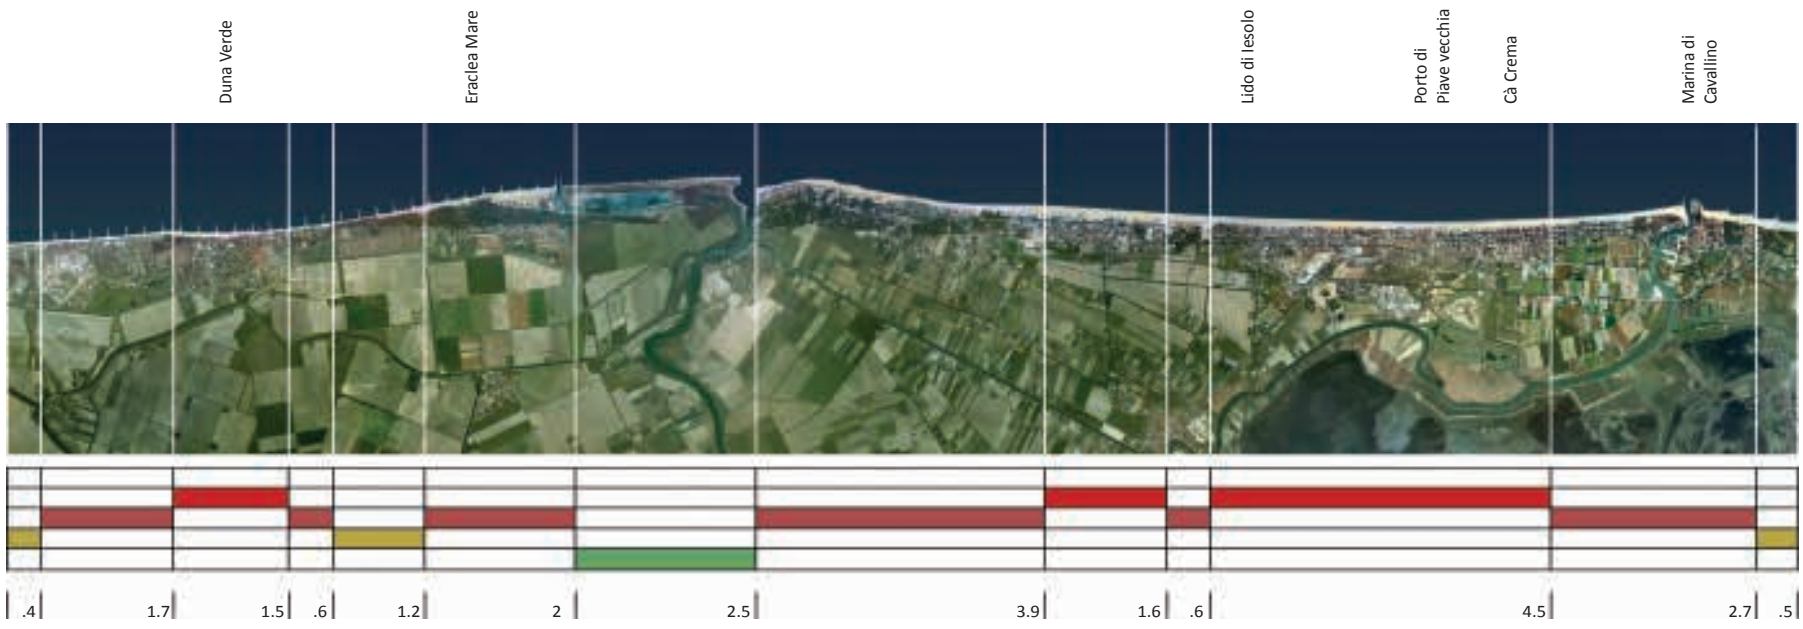 Duna Verde
Eraclea Mare
Lido di Iesolo
Porto di
Piave vecchia
Cà Crema
Marina di
Cavallino
.4 1.7 1.5 .6 1.2 2 2.5 3.9 1.6 .6 4.5 2.7 .5